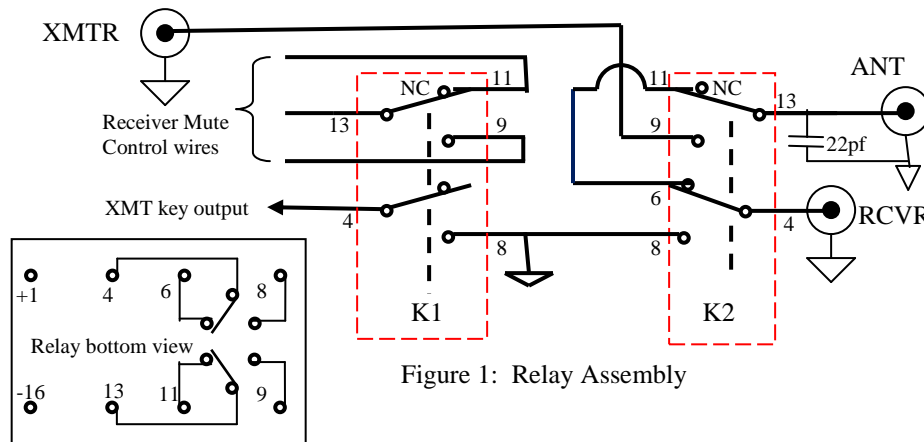 XMTR
ANT
NC
11
11
NC
13
Receiver Mute
Control wires
13
9
9
22pf
XMT key output
4
6
4
RCVR
8
8
K1
K2
+1
4
6
8
Relay bottom view
-16
13
11
9
Figure 1: Relay Assembly